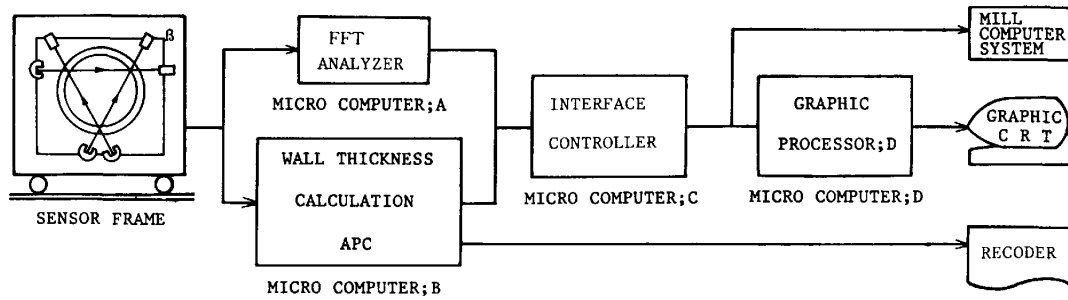 ß
SENSOR FRAME
FFT
ANALYZER
MICRO COMPUTER;A
WALL THICKNESS
CALCULATION
APC
MICRO COMPUTER;B
INTERFACE
CONTROLLER
MICRO COMPUTER;C
GRAPHIC
PROCESSOR;D
MICRO COMPUTER;D
MILL
COMPUTER
SYSTEM
GRAPHIC
C R T
RECODER